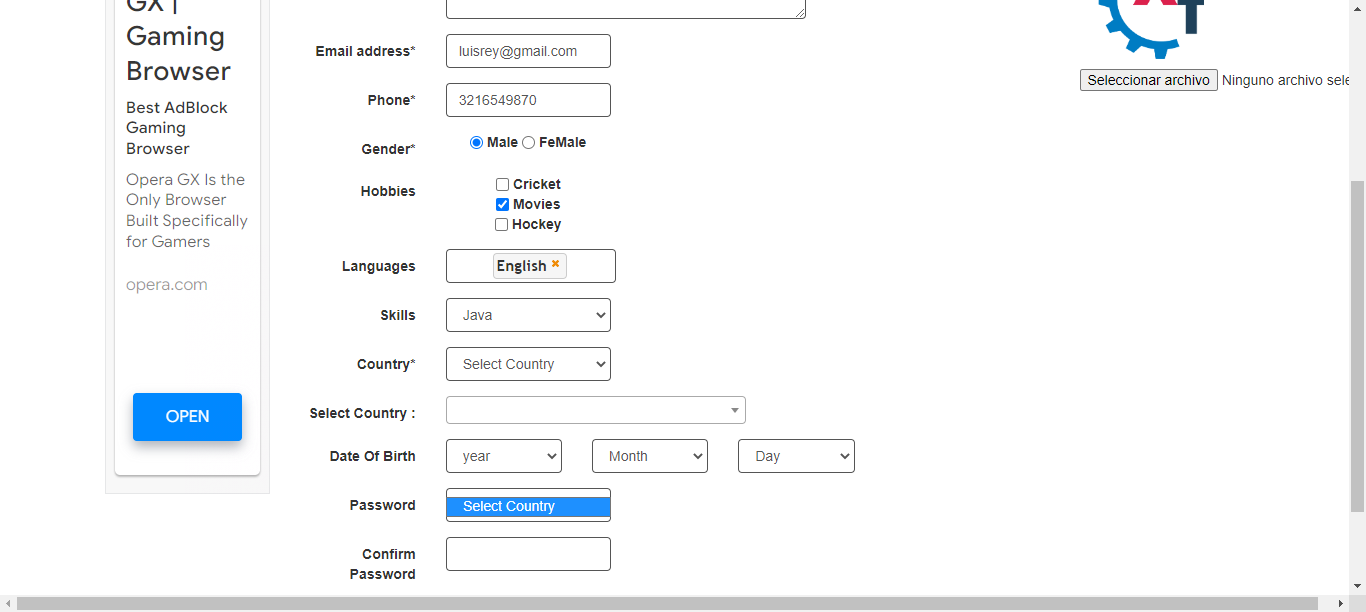 GX |
Gaming
Browser
Best AdBlock
Gaming
Browser
Opera GX Is the
Only Browser
Built Specifically
for Gamers
opera.com
OPEN
Email address*
luisrey@gmail.com
Phone*
3216549870
Gender*
Male FeMale
Hobbies
Cricket
Movies
Hockey
Languages
English
Skills
Java
Country*
Select Country
Select Country :
Date Of Birth
year Month Day
Password
Select Country
Confirm
Password
Seleccionar archivo Ninguno archivo sele